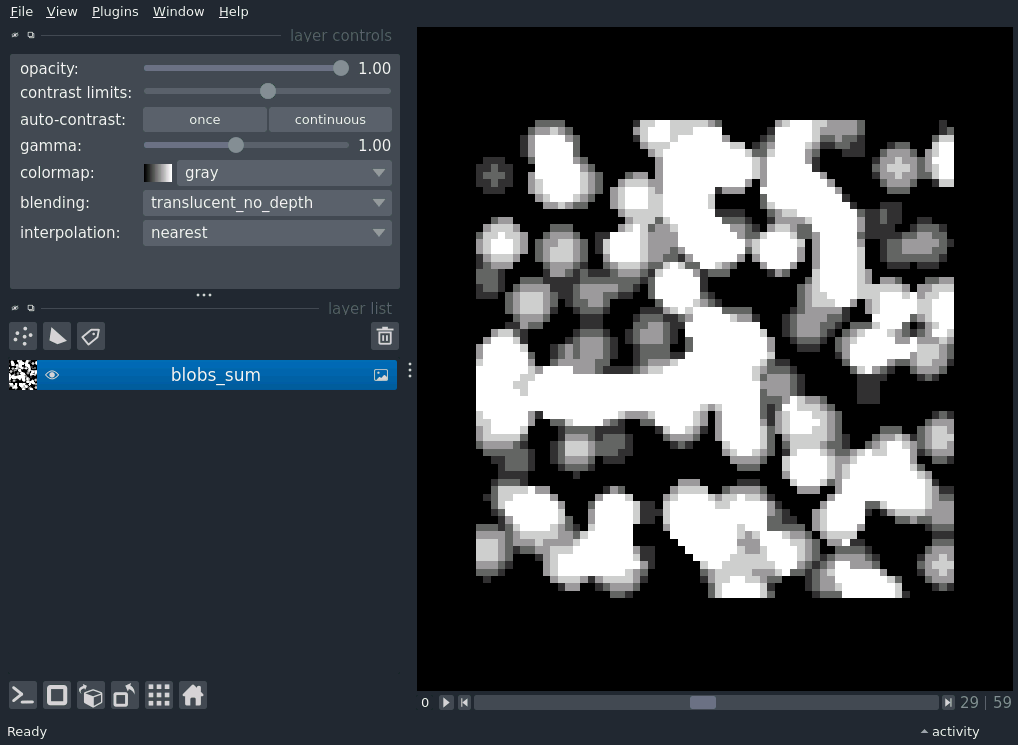 File View Plugins Window Help
layer controls
opacity: 1.00
contrast limits:
auto-contrast: once continuous
gamma: 1.00
colormap: gray
blending: translucent_no_depth
interpolation: nearest
layer list
blobs_sum
0 29 | 59
Ready activity